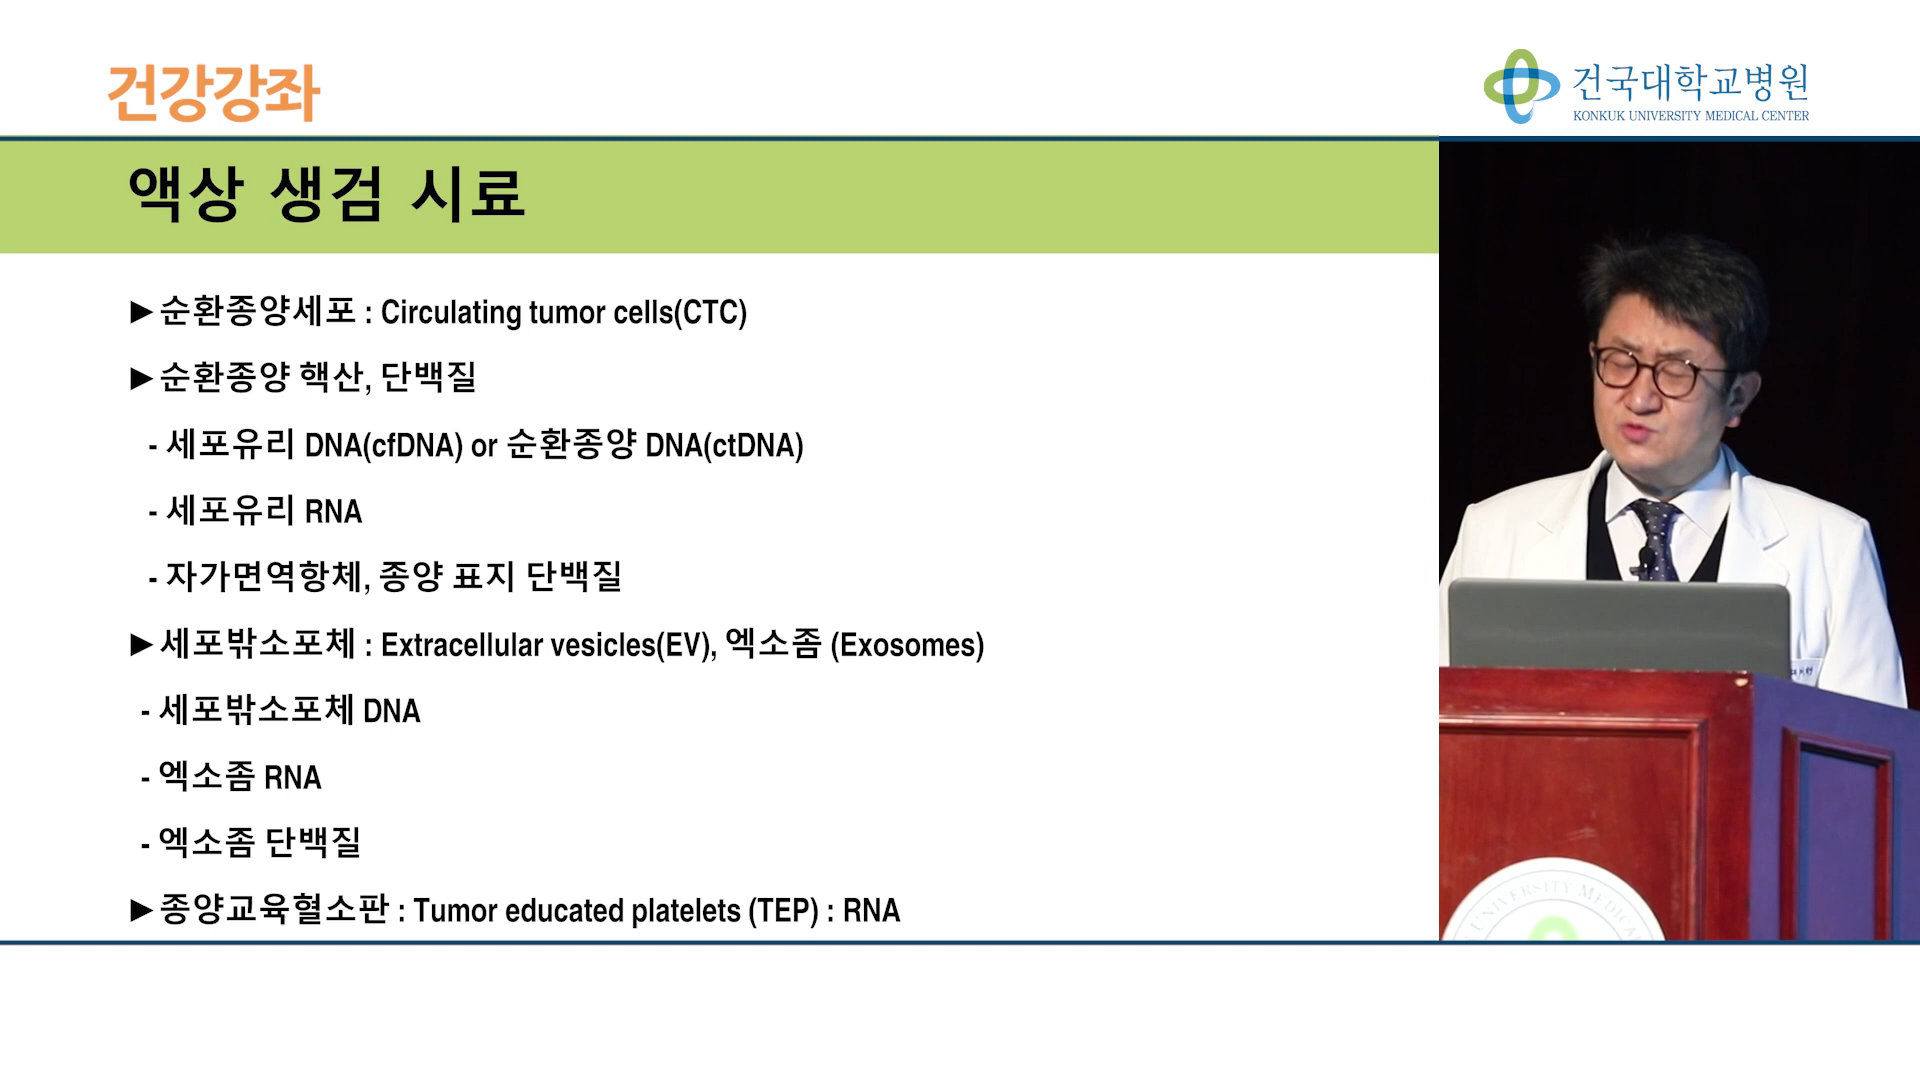 건강강좌
건국대학교병원
KONKUK UNIVERSITY MEDICAL CENTER
액상 생검 시료
►순환종양세포 : Circulating tumor cells(CTC)
►순환종양 핵산, 단백질
- 세포유리 DNA(cfDNA) or 순환종양 DNA(ctDNA)
- 세포유리 RNA
- 자가면역항체, 종양 표지 단백질
►세포밖소포체 : Extracellular vesicles(EV), 엑소좀 (Exosomes)
- 세포밖소포체 DNA
- 엑소좀 RNA
- 엑소좀 단백질
►종양교육혈소판 : Tumor educated platelets (TEP) : RNA
UNIVERSITY